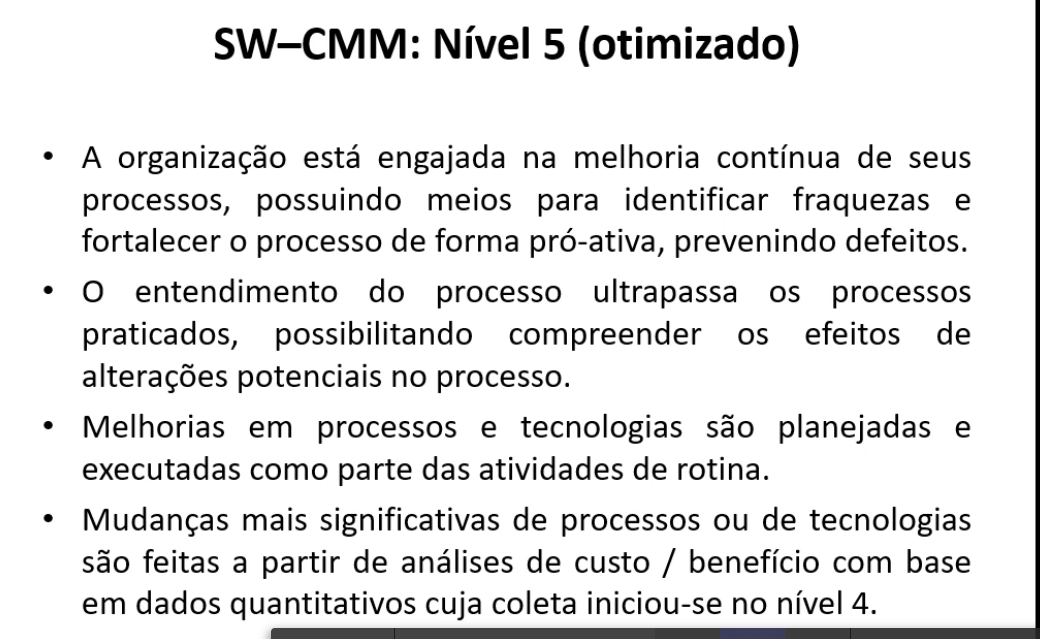 SW–CMM: Nível 5 (otimizado)
• A organização está engajada na melhoria contínua de seus
processos, possuindo meios para identificar fraquezas e
fortalecer o processo de forma pró-ativa, prevenindo defeitos.
• O entendimento do processo ultrapassa os processos
praticados, possibilitando compreender os efeitos de
alterações potenciais no processo.
• Melhorias em processos e tecnologias são planejadas e
executadas como parte das atividades de rotina.
• Mudanças mais significativas de processos ou de tecnologias
são feitas a partir de análises de custo / benefício com base
em dados quantitativos cuja coleta iniciou-se no nível 4.